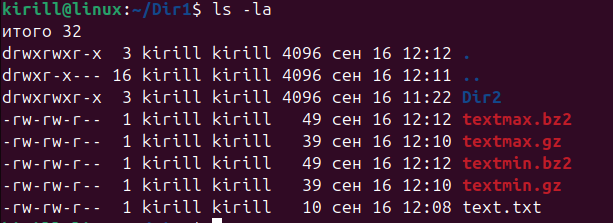 kirill@linux:~/Dir1$ ls -la
итого 32
drwxrwxr-x  3 kirill kirill 4096 сен 16 12:12 .
drwxr-x--- 16 kirill kirill 4096 сен 16 12:11 ..
drwxrwxr-x  3 kirill kirill 4096 сен 16 11:22 Dir2
-rw-rw-r--  1 kirill kirill   49 сен 16 12:12 textmax.bz2
-rw-rw-r--  1 kirill kirill   39 сен 16 12:10 textmax.gz
-rw-rw-r--  1 kirill kirill   49 сен 16 12:12 textmin.bz2
-rw-rw-r--  1 kirill kirill   39 сен 16 12:10 textmin.gz
-rw-rw-r--  1 kirill kirill   10 сен 16 12:08 text.txt